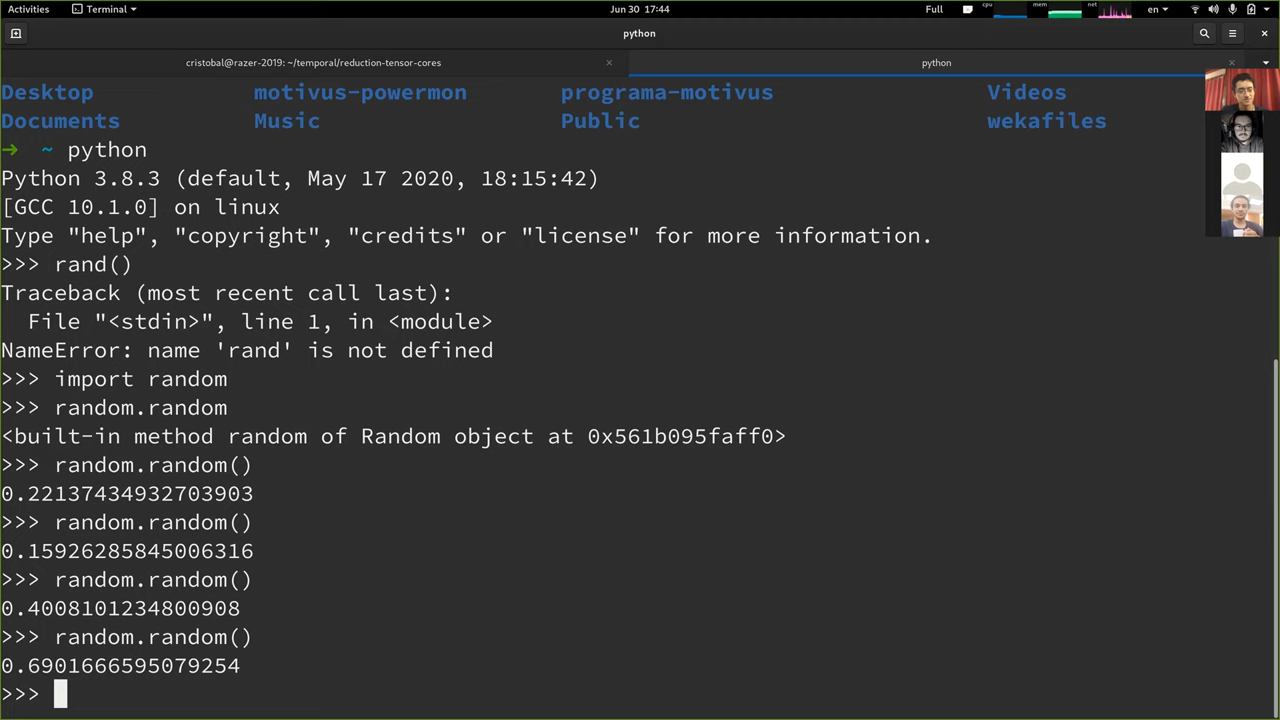 Activities Terminal Jun 30 17:44 Full cpu mem net en
python
cristobal@razer-2019: ~/temporal/reduction-tensor-cores × python ×
Desktop motivus-powermon programa-motivus Videos
Documents Music Public wekafiles
→ ~ python
Python 3.8.3 (default, May 17 2020, 18:15:42)
[GCC 10.1.0] on linux
Type "help", "copyright", "credits" or "license" for more information.
>>> rand()
Traceback (most recent call last):
  File "<stdin>", line 1, in <module>
NameError: name 'rand' is not defined
>>> import random
>>> random.random
<built-in method random of Random object at 0x561b095faff0>
>>> random.random()
0.22137434932703903
>>> random.random()
0.15926285845006316
>>> random.random()
0.4008101234800908
>>> random.random()
0.6901666595079254
>>>